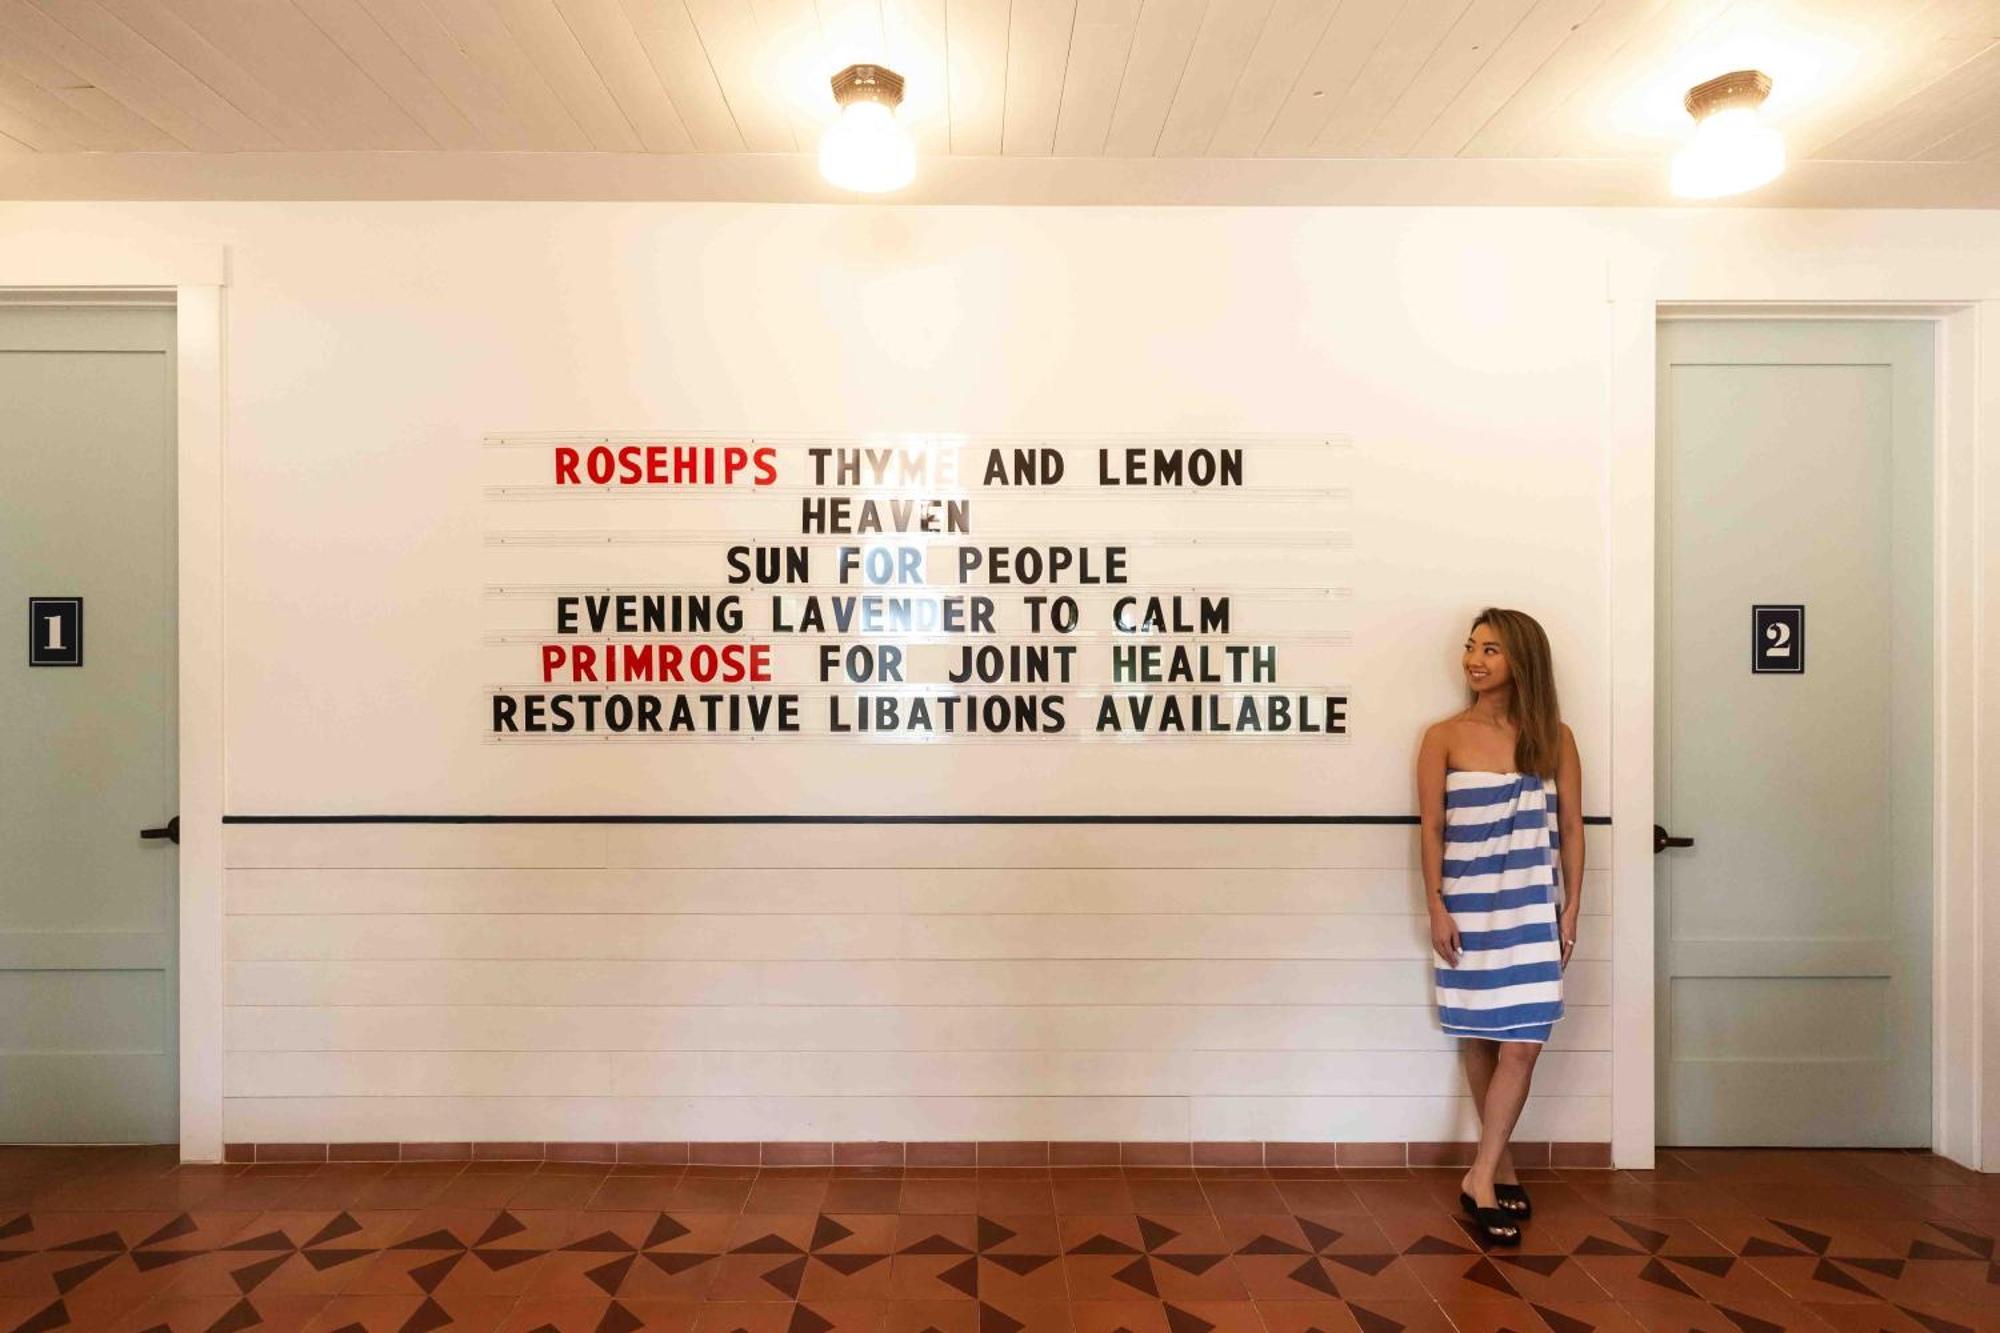 ROSEHIPS THYME AND LEMON
HEAVEN
SUN FOR PEOPLE
EVENING LAVENDER TO CALM
PRIMROSE FOR JOINT HEALTH
RESTORATIVE LIBATIONS AVAILABLE
1
2